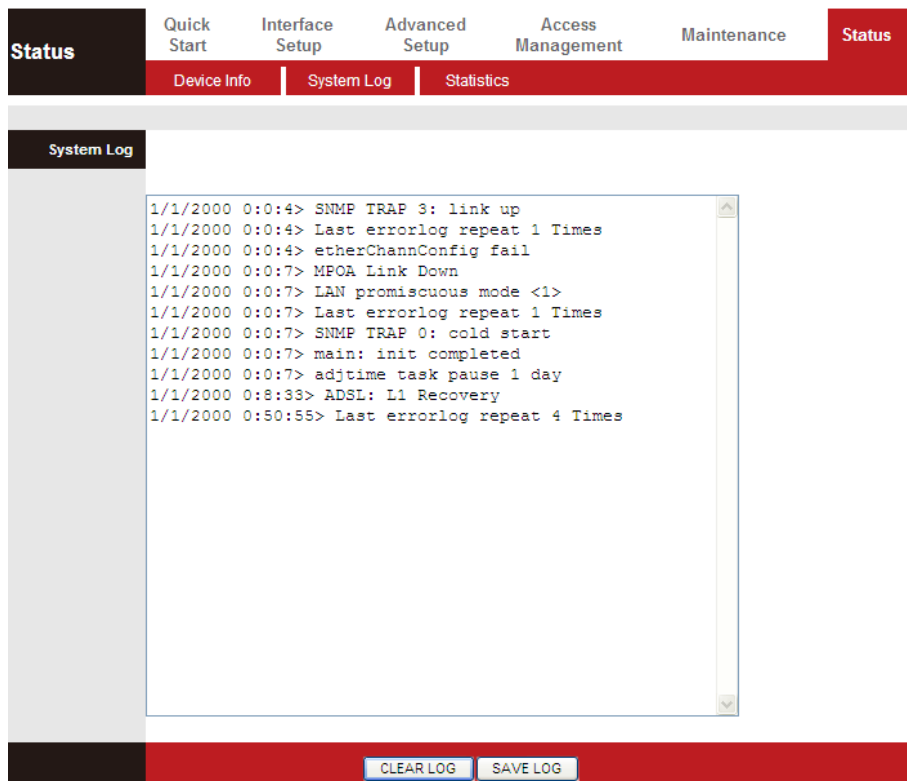 Status
Quick Start
Interface Setup
Advanced Setup
Access Management
Maintenance
Status
Device Info
System Log
Statistics
System Log
1/1/2000 0:0:4> SNMP TRAP 3: link up
1/1/2000 0:0:4> Last errorlog repeat 1 Times
1/1/2000 0:0:4> etherChannConfig fail
1/1/2000 0:0:7> MPOA Link Down
1/1/2000 0:0:7> LAN promiscuous mode <1>
1/1/2000 0:0:7> Last errorlog repeat 1 Times
1/1/2000 0:0:7> SNMP TRAP 0: cold start
1/1/2000 0:0:7> main: init completed
1/1/2000 0:0:7> adjtime task pause 1 day
1/1/2000 0:8:33> ADSL: L1 Recovery
1/1/2000 0:50:55> Last errorlog repeat 4 Times
CLEAR LOG
SAVE LOG